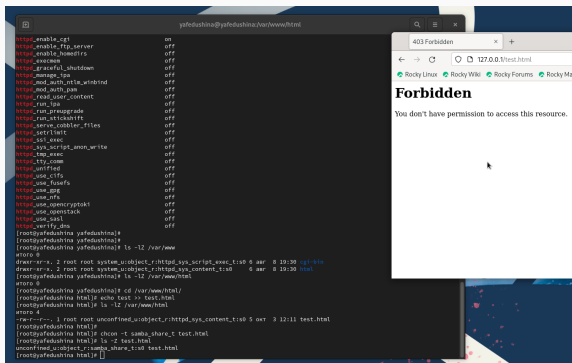 yafedushina@yafedushina:/var/www/html
httpd_enable_cgi on
httpd_enable_ftp_server off
httpd_enable_homedirs off
httpd_execmem off
httpd_graceful_shutdown off
httpd_manage_ipa off
httpd_mod_auth_ntlm_winbind off
httpd_mod_auth_pam off
httpd_read_user_content off
httpd_run_ipa off
httpd_run_preupgrade off
httpd_run_stickshift off
httpd_serve_cobbler_files off
httpd_setrlimit off
httpd_ssi_exec off
httpd_sys_script_anon_write off
httpd_tmp_exec off
httpd_tty_comm off
httpd_unified off
httpd_use_cifs off
httpd_use_fusefs off
httpd_use_gpg off
httpd_use_nfs off
httpd_use_opencryptoki off
httpd_use_openstack off
httpd_use_sasl off
httpd_verify_dns off
[root@yafedushina yafedushina]#
[root@yafedushina yafedushina]#
[root@yafedushina yafedushina]# ls -lZ /var/www
итого 0
drwxr-xr-x. 2 root root system_u:object_r:httpd_sys_script_exec_t:s0 6 авг 8 19:30 cgi-bin
drwxr-xr-x. 2 root root system_u:object_r:httpd_sys_content_t:s0 6 авг 8 19:30 html
[root@yafedushina yafedushina]# ls -lZ /var/www/html
итого 0
[root@yafedushina yafedushina]# cd /var/www/html/
[root@yafedushina html]# echo test >> test.html
[root@yafedushina html]# ls -lZ /var/www/html
итого 4
-rw-r--r--. 1 root root unconfined_u:object_r:httpd_sys_content_t:s0 5 окт 3 12:11 test.html
[root@yafedushina html]# chcon -t samba_share_t test.html
[root@yafedushina html]# ls -Z test.html
unconfined_u:object_r:samba_share_t:s0 test.html
[root@yafedushina html]#
403 Forbidden
127.0.0.1/test.html
Rocky Linux Rocky Wiki Rocky Forums Rocky Ma
Forbidden
You don't have permission to access this resource.